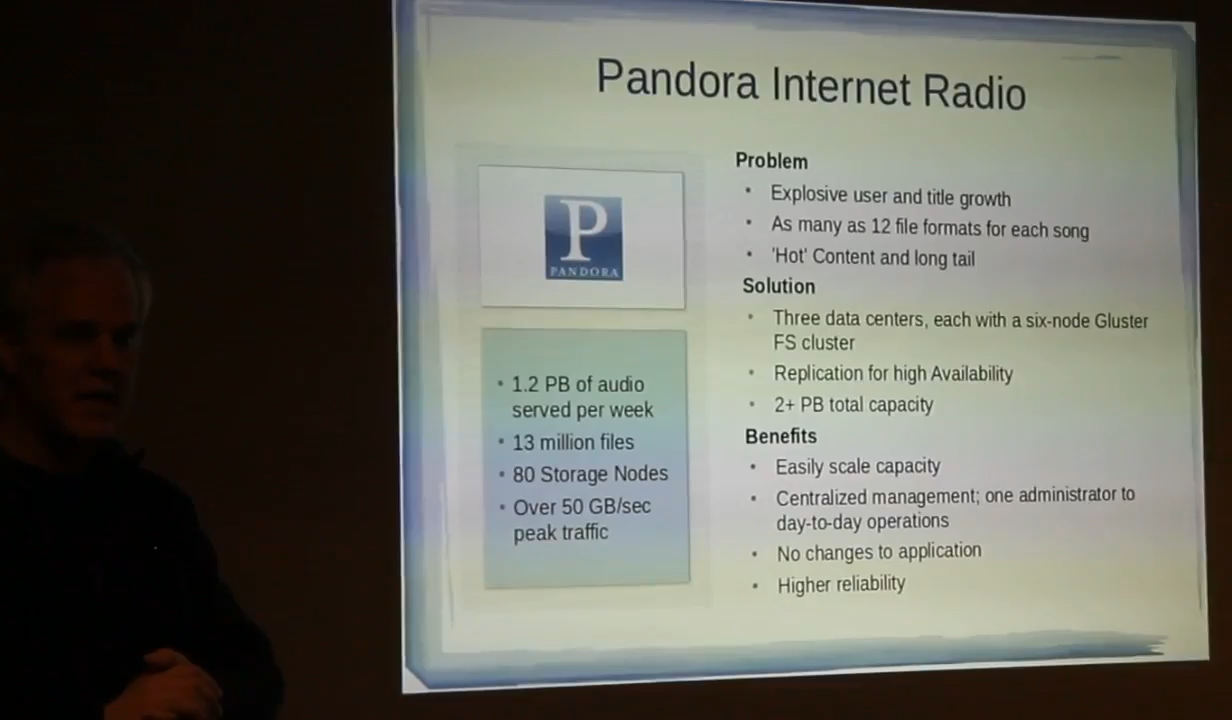 Pandora Internet Radio
P
PANDORA
• 1.2 PB of audio
served per week
• 13 million files
• 80 Storage Nodes
• Over 50 GB/sec
peak traffic
Problem
• Explosive user and title growth
• As many as 12 file formats for each song
• 'Hot' Content and long tail
Solution
• Three data centers, each with a six-node Gluster
FS cluster
• Replication for high Availability
• 2+ PB total capacity
Benefits
• Easily scale capacity
• Centralized management; one administrator to
day-to-day operations
• No changes to application
• Higher reliability